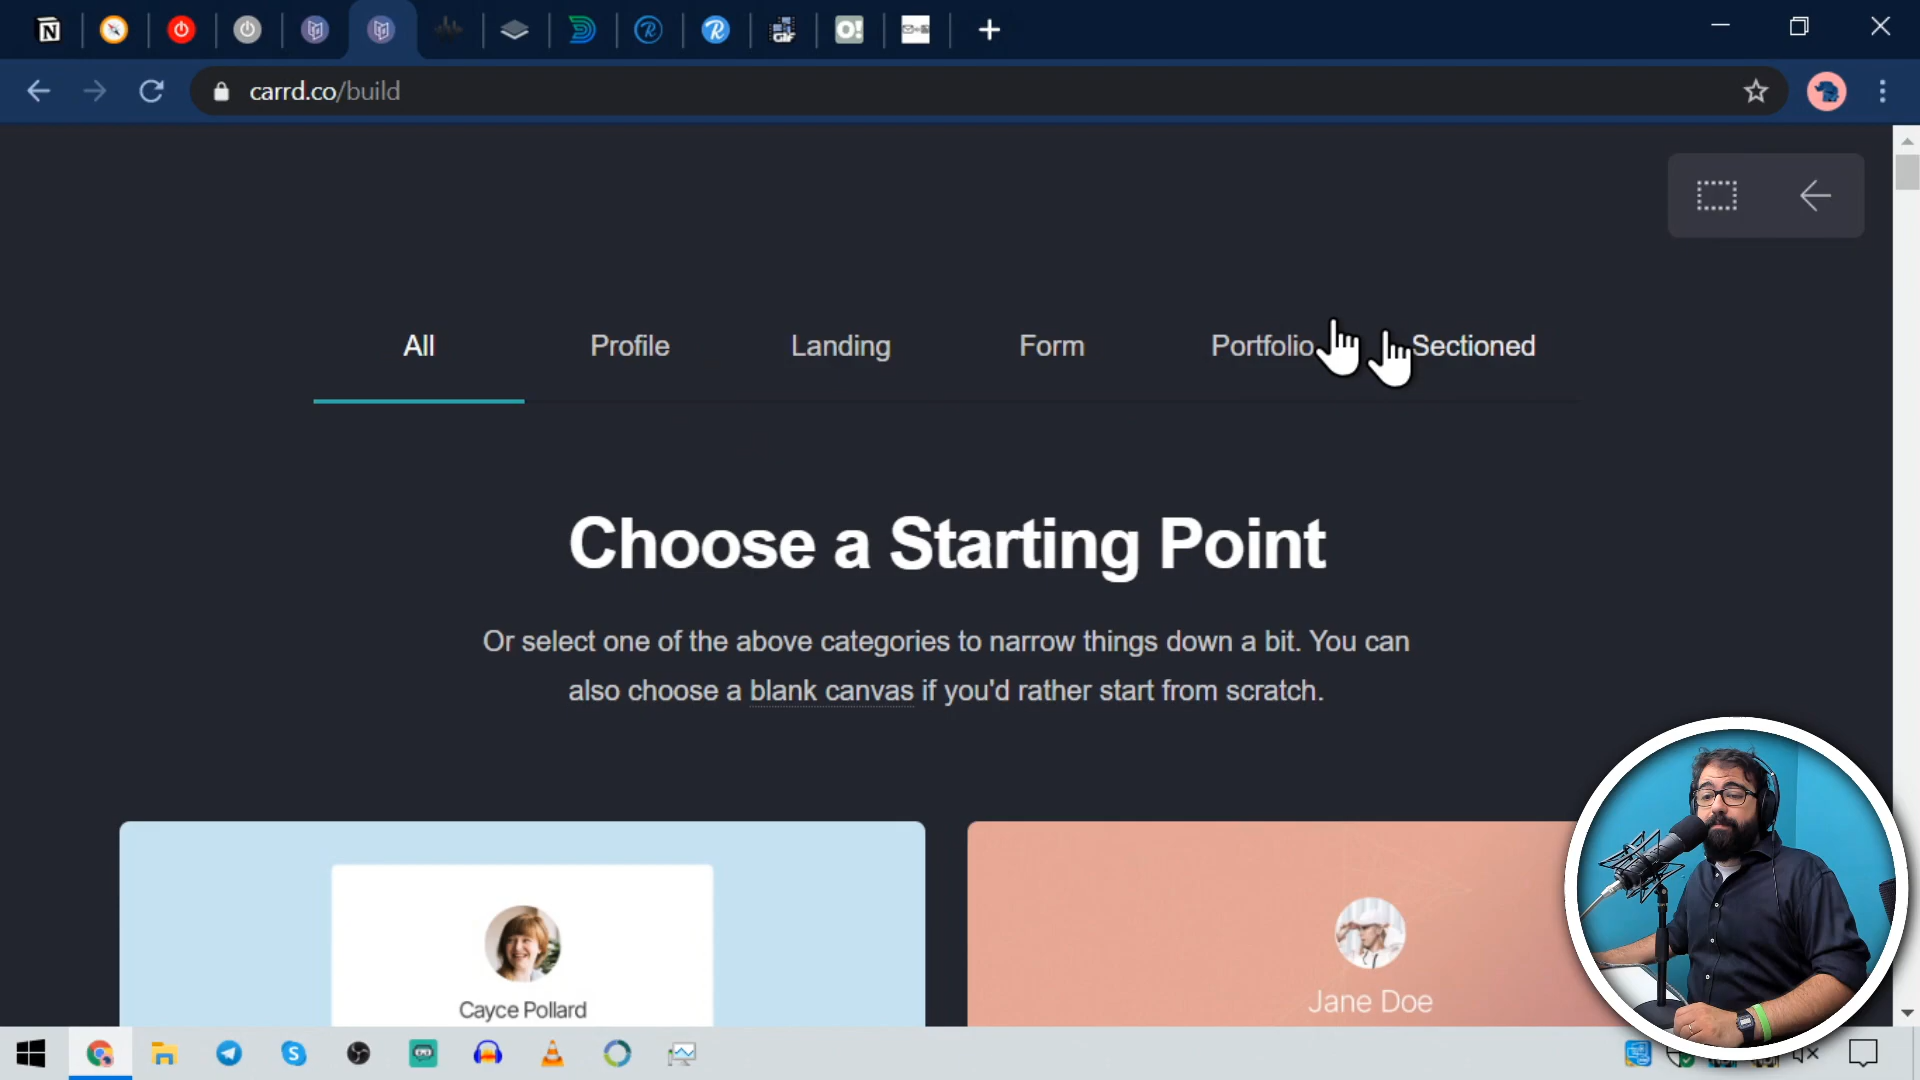 carrd.co/build
All
Profile
Landing
Form
Portfolio
Sectioned
Choose a Starting Point
Or select one of the above categories to narrow things down a bit. You can
also choose a blank canvas if you'd rather start from scratch.
Cayce Pollard
Jane Doe